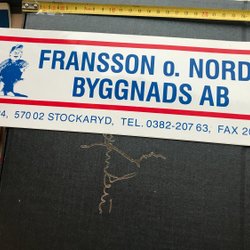 FRANSSON o. NORD
BYGGNADS AB
4, 570 02 STOCKARYD, TEL. 0382-207 63, FAX 20